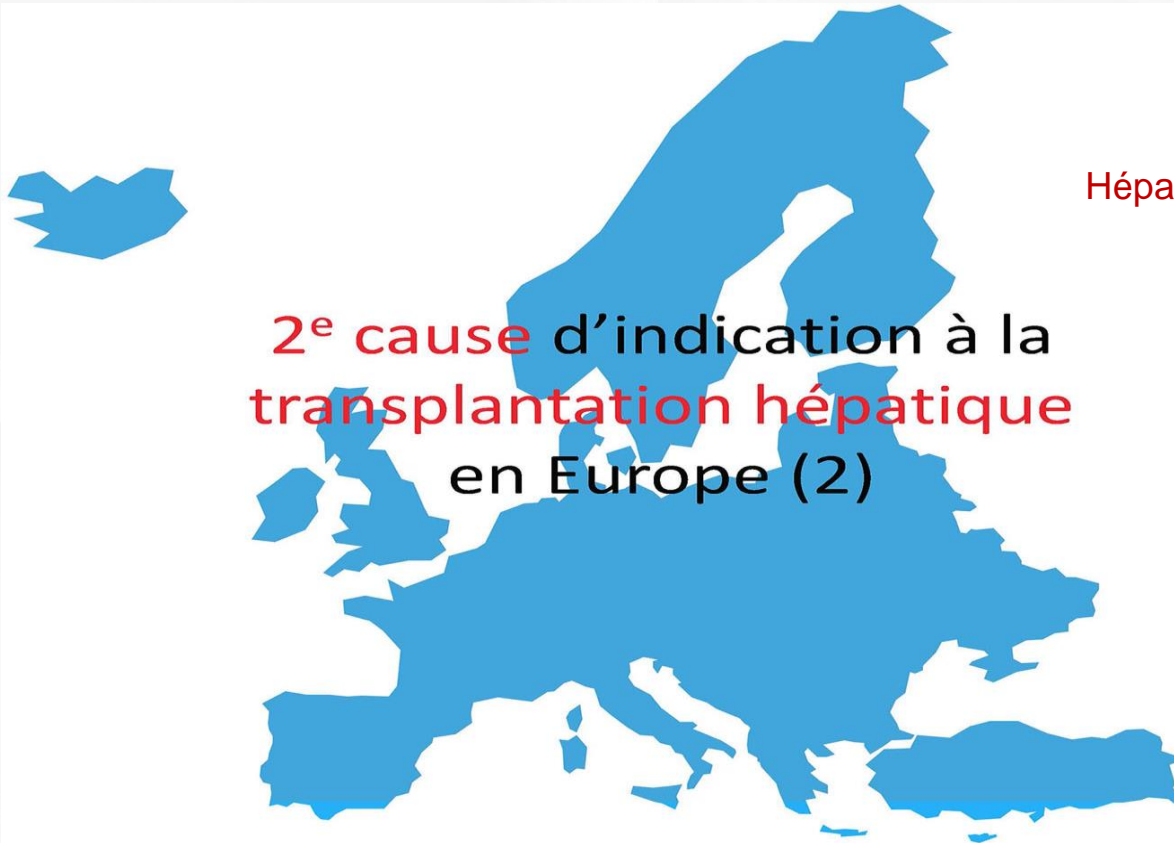 Hépa
2e cause d'indication à la
transplantation hépatique
en Europe (2)